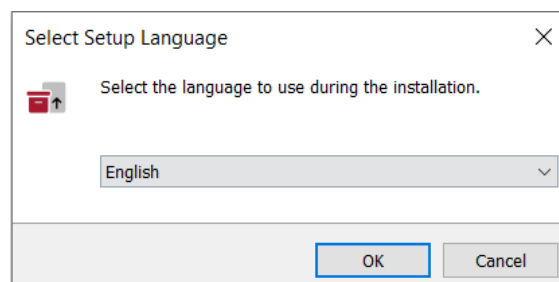 Select Setup Language
Select the language to use during the installation.
English
OK
Cancel